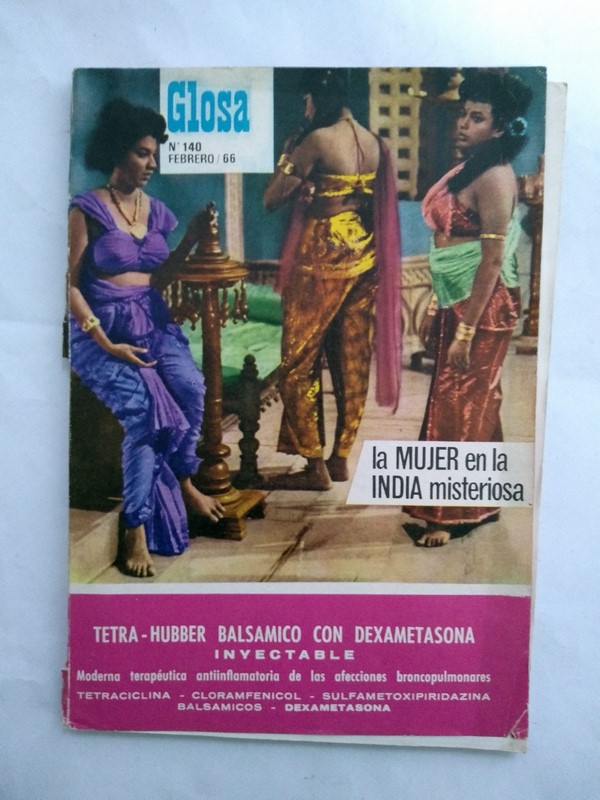 Glosa
N° 140
FEBRERO / 66
la MUJER en la
INDIA misteriosa
TETRA - HUBBER BALSAMICO CON DEXAMETASONA
INYECTABLE
Moderna terapéutica antiinflamatoria de las afecciones broncopulmonares
TETRACICLINA - CLORAMFENICOL - SULFAMETOXIPIRIDAZINA
BALSAMICOS - DEXAMETASONA